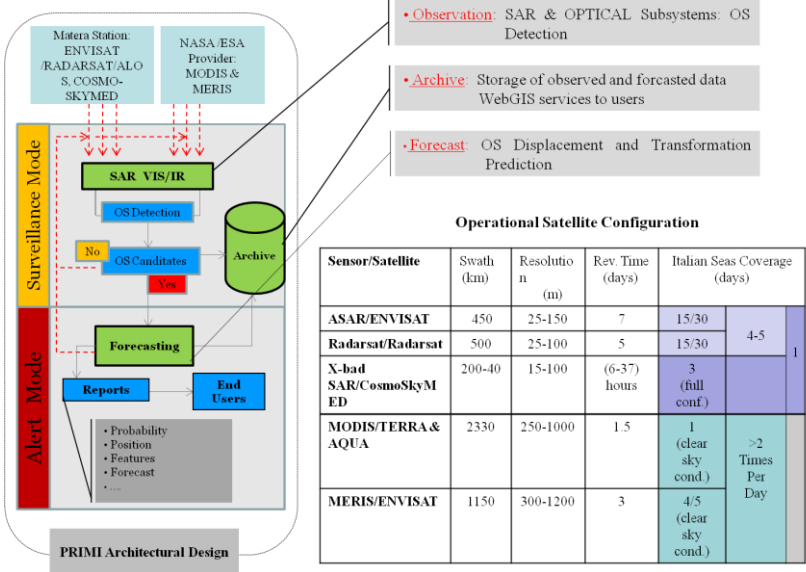 Matera Station:
ENVISAT
/RADARSAT/ALO
S, COSMO-
SKYMED
NASA/ESA
Provider:
MODIS &
MERIS
Surveillance Mode
SAR VIS/IR
OS Detection
No
OS Canditates
Yes
Archive
Alert Mode
Forecasting
Reports
End
Users
• Probability
• Position
• Features
• Forecast
• ....
PRIMI Architectural Design
• Observation: SAR & OPTICAL Subsystems: OS
Detection
• Archive: Storage of observed and forcasted data
WebGIS services to users
• Forecast: OS Displacement and Transformation
Prediction
Operational Satellite Configuration
Sensor/Satellite
Swath
(km)
Resolutio
n
(m)
Rev. Time
(days)
Italian Seas Coverage
(days)
ASAR/ENVISAT
450
25-150
7
15/30
4-5
1
Radarsat/Radarsat
500
25-100
5
15/30
X-bad
SAR/CosmoSkyM
ED
200-40
15-100
(6-37)
hours
3
(full
conf.)
MODIS/TERRA &
AQUA
2330
250-1000
1.5
1
(clear
sky
cond.)
>2
Times
Per
Day
MERIS/ENVISAT
1150
300-1200
3
4/5
(clear
sky
cond.)